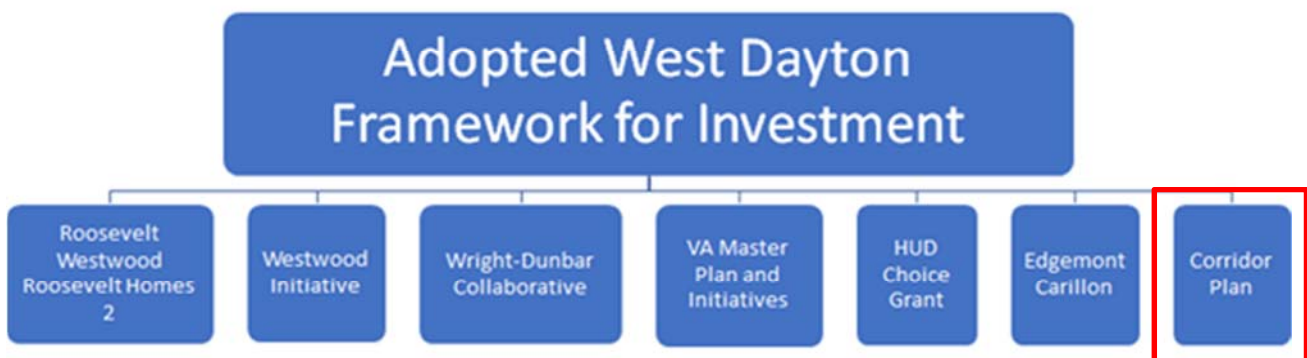 Adopted West Dayton
Framework for Investment
Roosevelt
Westwood
Roosevelt Homes
2
Westwood
Initiative
Wright-Dunbar
Collaborative
VA Master
Plan and
Initiatives
HUD
Choice
Grant
Edgemont
Carillon
Corridor
Plan